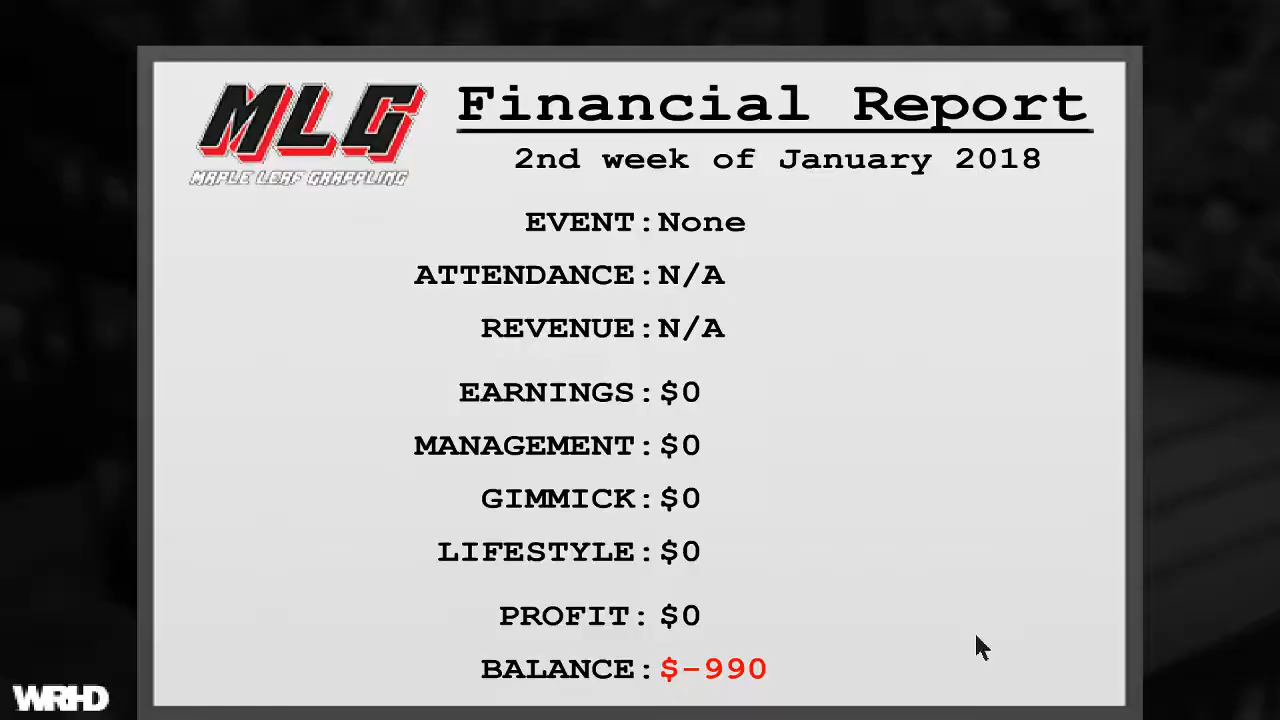 MLG
MAPLE LEAF GRAPPLING
Financial Report
2nd week of January 2018
EVENT:None
ATTENDANCE:N/A
REVENUE:N/A
EARNINGS:$0
MANAGEMENT:$0
GIMMICK:$0
LIFESTYLE:$0
PROFIT:$0
BALANCE:$-990
WRHD